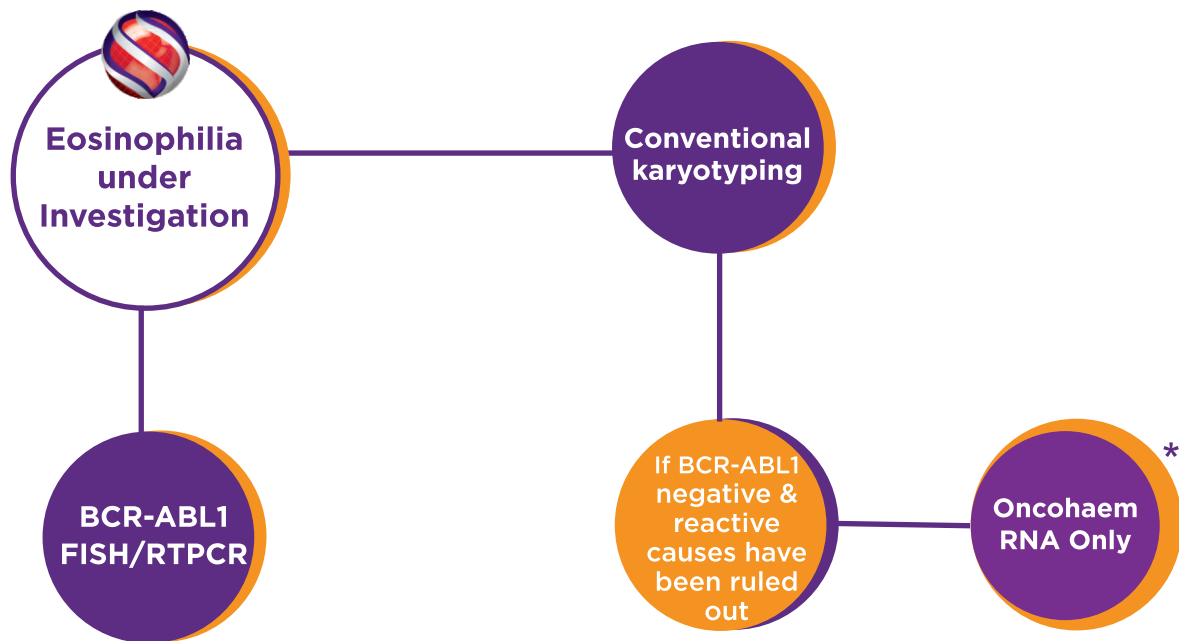 Eosinophilia
under
Investigation
Conventional
karyotyping
BCR-ABL1
FISH/RTPCR
If BCR-ABL1
negative &
reactive
causes have
been ruled
out
Oncohaem
RNA Only
*